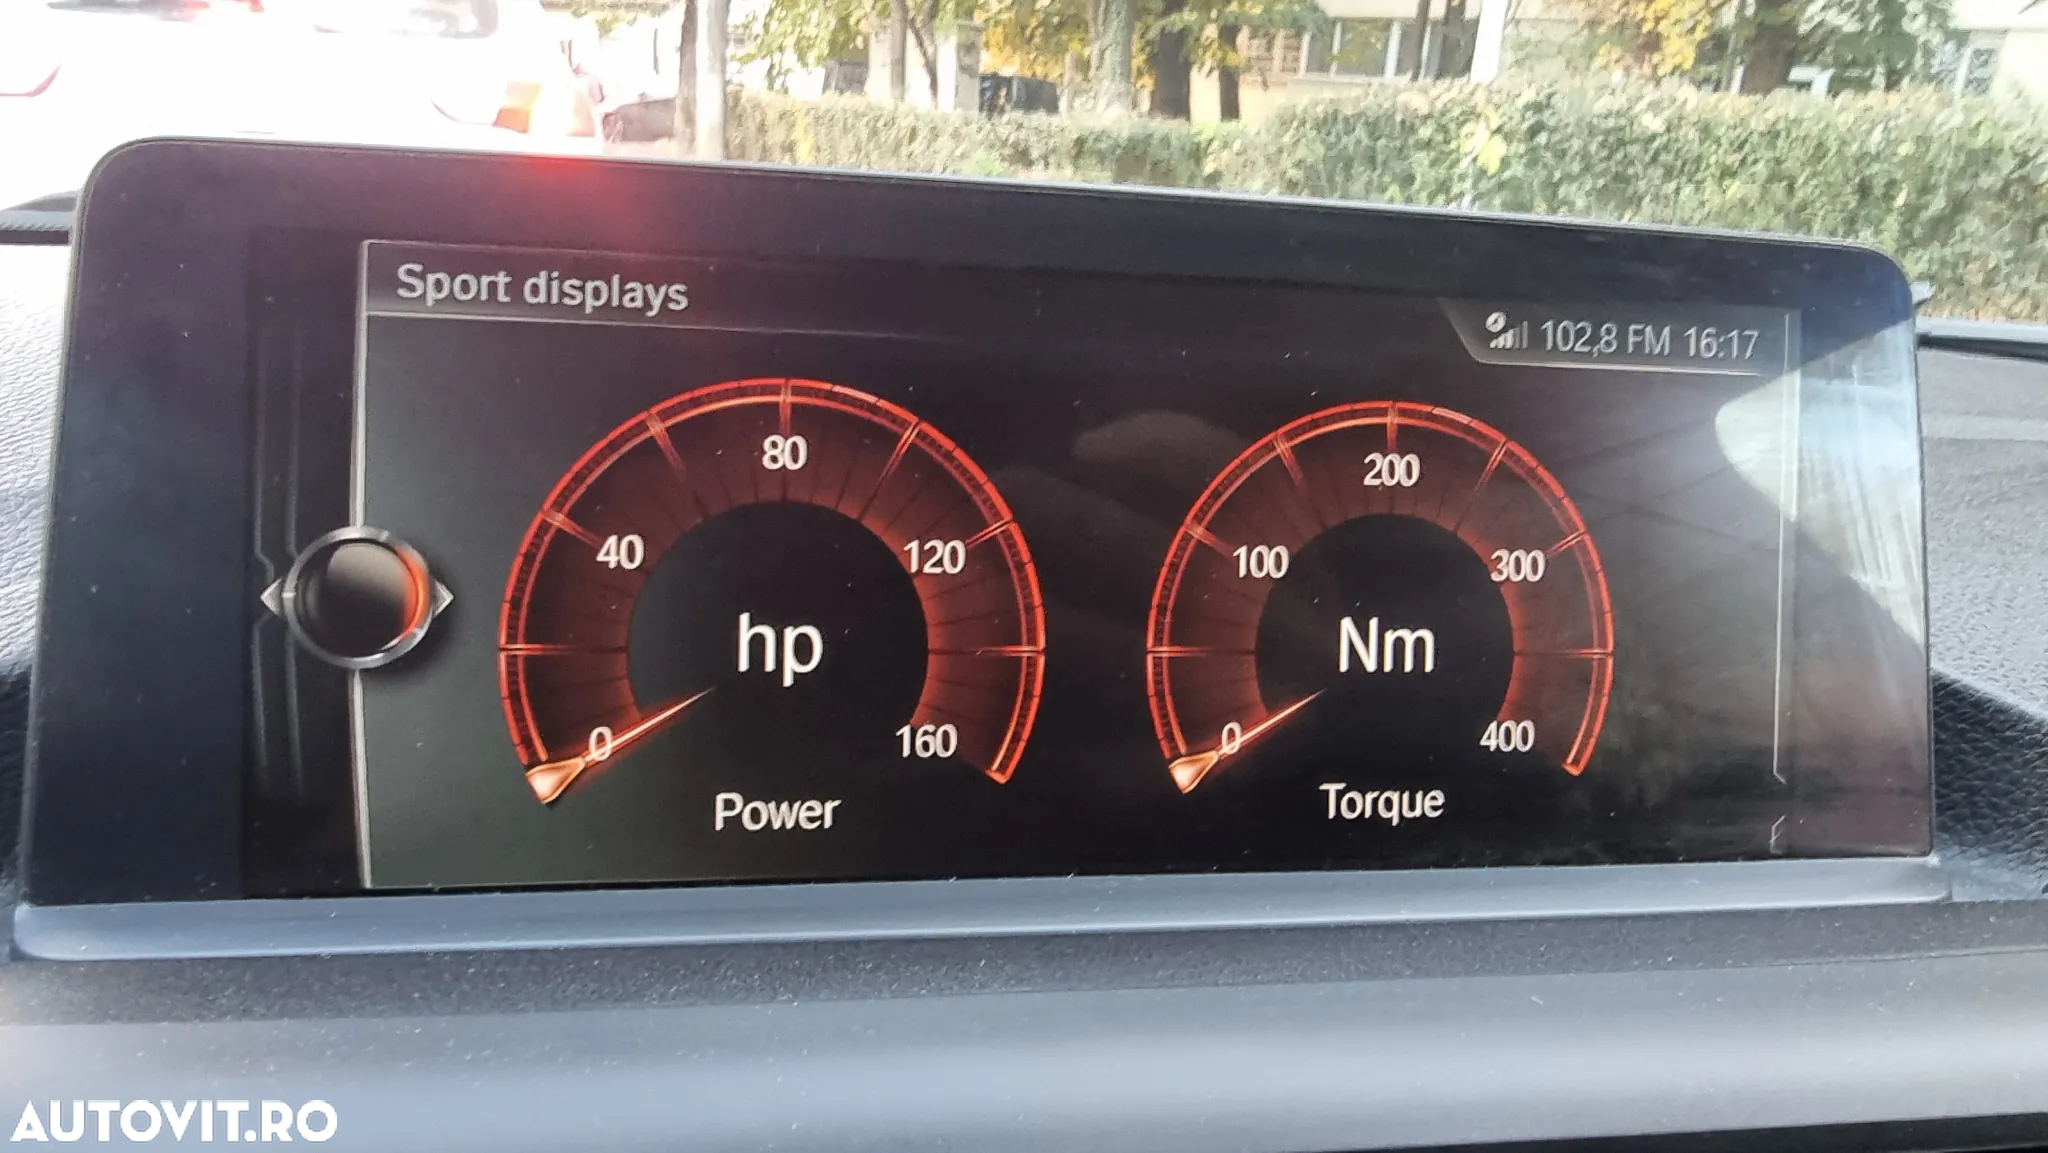 Sport displays
102,8 FM 16:17
0
40
80
120
160
hp
Power
0
100
200
300
400
Nm
Torque
AUTOVIT.RO